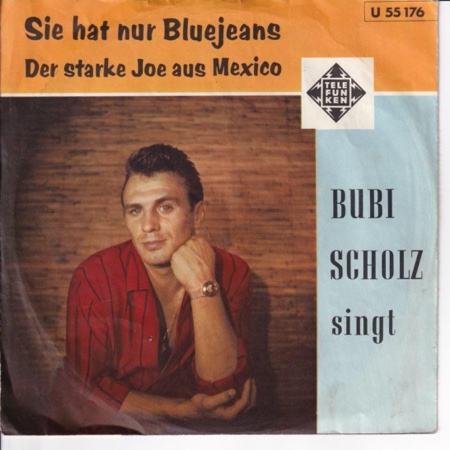 Sie hat nur Bluejeans
U 55 176
Der starke Joe aus Mexico
TELE
FUN
KEN
BUBI
SCHOLZ
singt